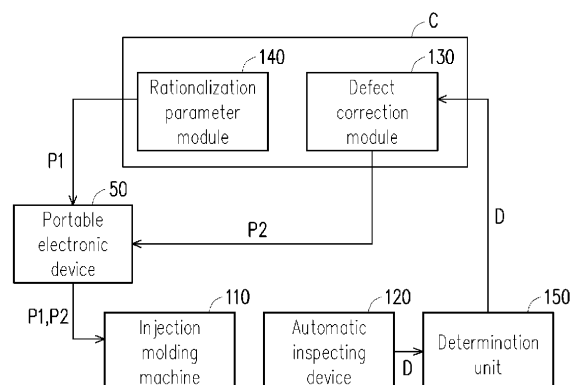 C
140
130
Rationalization
parameter
module
Defect
correction
module
P1
50
D
Portable
electronic
device
P2
P1,P2
110
120
150
Injection
molding
machine
Automatic
inspecting
device
D
Determination
unit